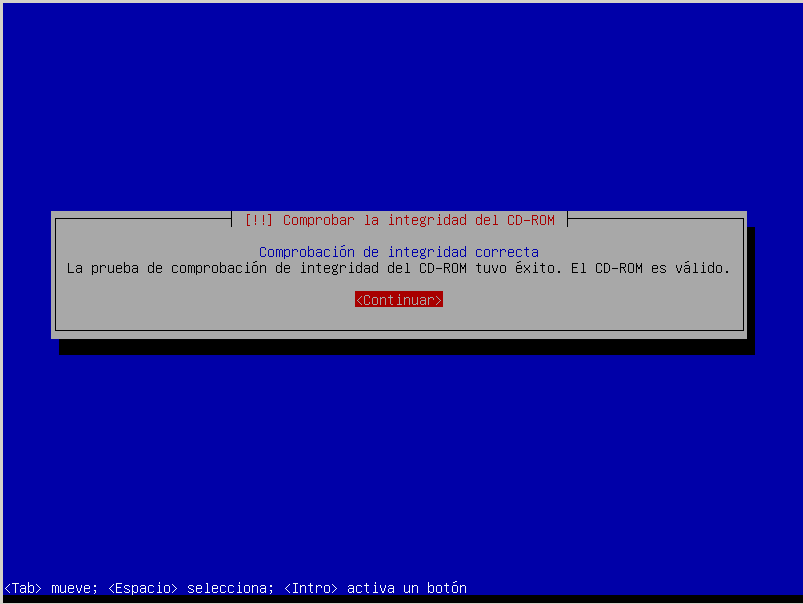 [!!] Comprobar la integridad del CD-ROM
Comprobación de integridad correcta
La prueba de comprobación de integridad del CD-ROM tuvo éxito. El CD-ROM es válido.
<Continuar>
<Tab> mueve; <Espacio> selecciona; <Intro> activa un botón